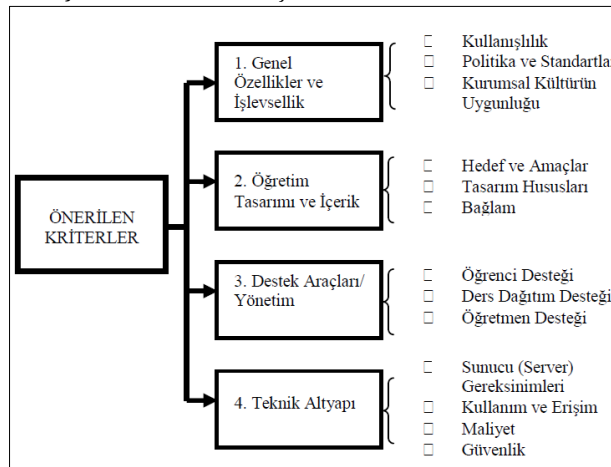 ÖNERİLEN
KRİTERLER
1. Genel
Özellikler ve
İşlevsellik
Kullanışlılık
Politika ve Standartla
Kurumsal Kültürün
Uygunluğu
2. Öğretim
Tasarımı ve İçerik
Hedef ve Amaçlar
Tasarım Hususları
Bağlam
3. Destek Araçları/
Yönetim
Öğrenci Desteği
Ders Dağıtım Desteği
Öğretmen Desteği
4. Teknik Altyapı
Sunucu (Server)
Gereksinimleri
Kullanım ve Erişim
Maliyet
Güvenlik